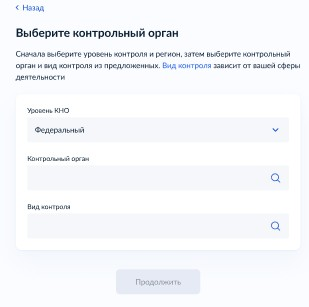 Назад
Выберите контрольный орган
Сначала выберите уровень контроля и регион, затем выберите контрольный
орган и вид контроля из предложенных. Вид контроля зависит от вашей сферы
деятельности
Уровень КНО
Федеральный
Контрольный орган
Вид контроля
Продолжить